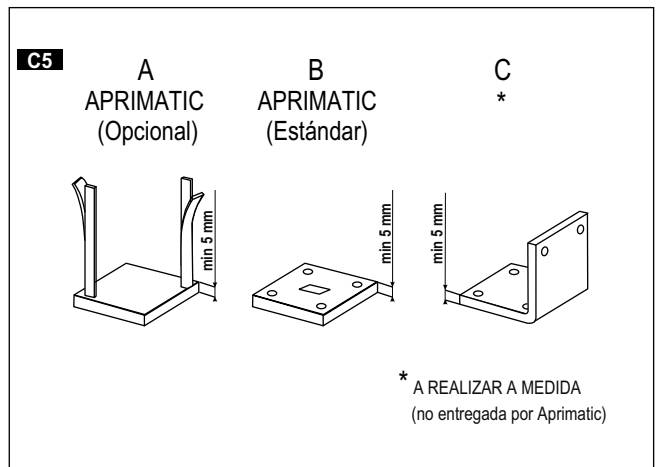 C5
A
APRIMATIC
(Opcional)
B
APRIMATIC
(Estándar)
C
*
min 5 mm
min 5 mm
min 5 mm
* A REALIZAR A MEDIDA
(no entregada por Aprimatic)